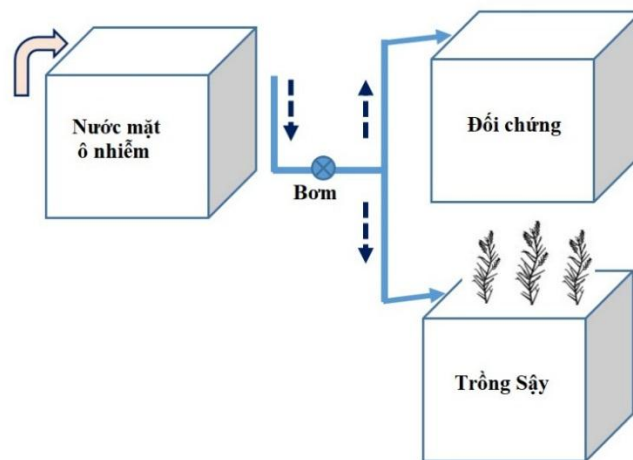 Nước mặt
ô nhiễm
Bơm
Đối chứng
Trồng Sậy